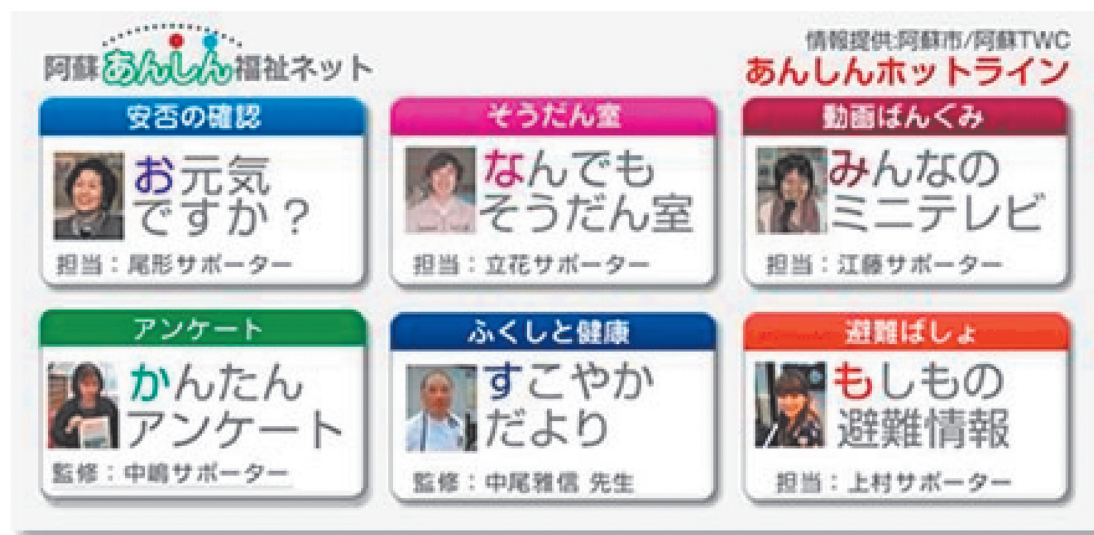 阿蘇あんしん福祉ネット
情報提供:阿蘇市/阿蘇TWC
あんしんホットライン
安否の確認
お元気
ですか？
担当：尾形サポーター
そうだん室
なんでも
そうだん室
担当：立花サポーター
動画ばんぐみ
みんなの
ミニテレビ
担当：江藤サポーター
アンケート
かんたん
アンケート
監修：中嶋サポーター
ふくしと健康
すこやか
だより
監修：中尾雅信 先生
避難ばしょ
もしもの
避難情報
担当：上村サポーター